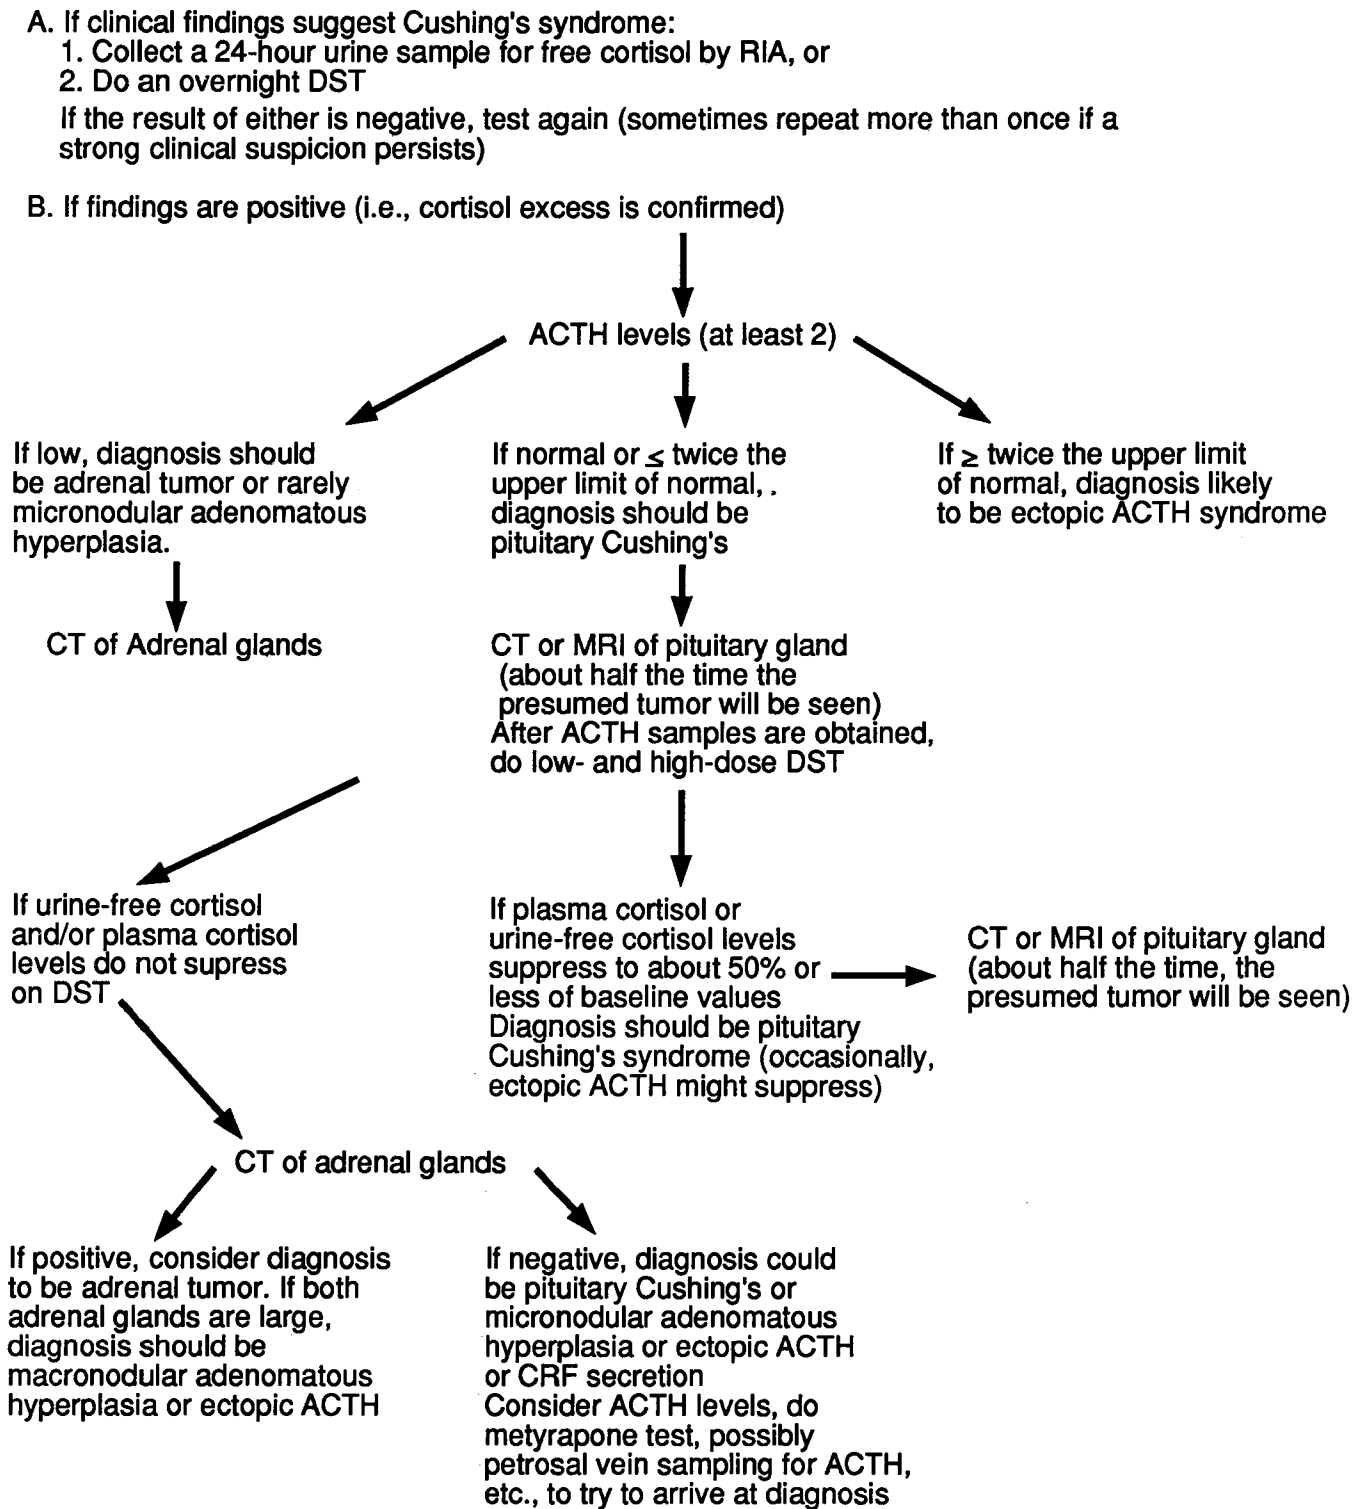 A. If clinical findings suggest Cushing's syndrome:
1. Collect a 24-hour urine sample for free cortisol by RIA, or
2. Do an overnight DST
If the result of either is negative, test again (sometimes repeat more than once if a
strong clinical suspicion persists)
B. If findings are positive (i.e., cortisol excess is confirmed)
ACTH levels (at least 2)
If low, diagnosis should
be adrenal tumor or rarely
micronodular adenomatous
hyperplasia.
If normal or ≤ twice the
upper limit of normal, .
diagnosis should be
pituitary Cushing's
If ≥ twice the upper limit
of normal, diagnosis likely
to be ectopic ACTH syndrome
CT of Adrenal glands
CT or MRI of pituitary gland
(about half the time the
presumed tumor will be seen)
After ACTH samples are obtained,
do low- and high-dose DST
If urine-free cortisol
and/or plasma cortisol
levels do not supress
on DST
If plasma cortisol or
urine-free cortisol levels
suppress to about 50% or
less of baseline values
Diagnosis should be pituitary
Cushing's syndrome (occasionally,
ectopic ACTH might suppress)
CT or MRI of pituitary gland
(about half the time, the
presumed tumor will be seen)
CT of adrenal glands
If positive, consider diagnosis
to be adrenal tumor. If both
adrenal glands are large,
diagnosis should be
macronodular adenomatous
hyperplasia or ectopic ACTH
If negative, diagnosis could
be pituitary Cushing's or
micronodular adenomatous
hyperplasia or ectopic ACTH
or CRF secretion
Consider ACTH levels, do
metyrapone test, possibly
petrosal vein sampling for ACTH,
etc., to try to arrive at diagnosis